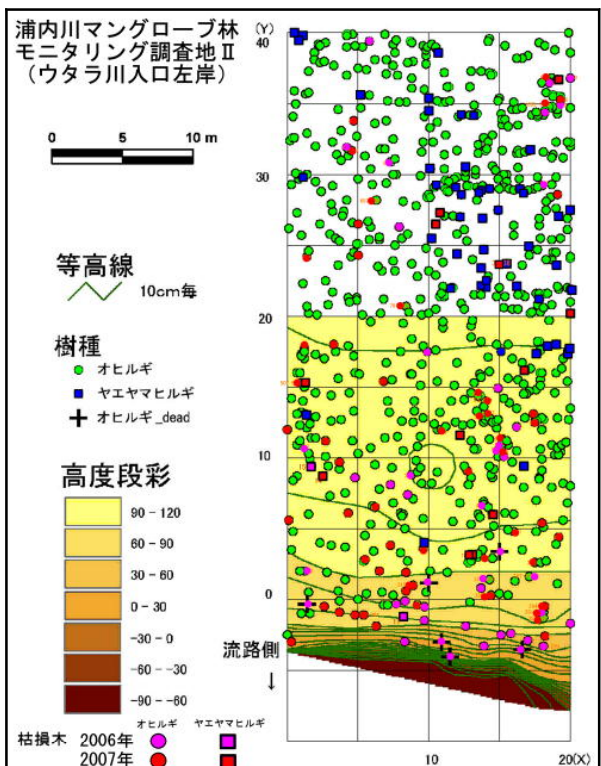 浦内川マングローブ林
モニタリング調査地Ⅱ
（ウタラ川入口左岸）
0 5 10 m
等高線
10cm毎
樹種
オヒルギ
ヤエヤマヒルギ
オヒルギ_dead
高度段彩
90-120
60-90
30-60
0-30
-30-0
-60--30
-90--60
オヒルギ ヤエヤマヒルギ
枯損木 2006年
2007年
(Y)
40
30
20
10
0
流路側
↓
10 20(X)